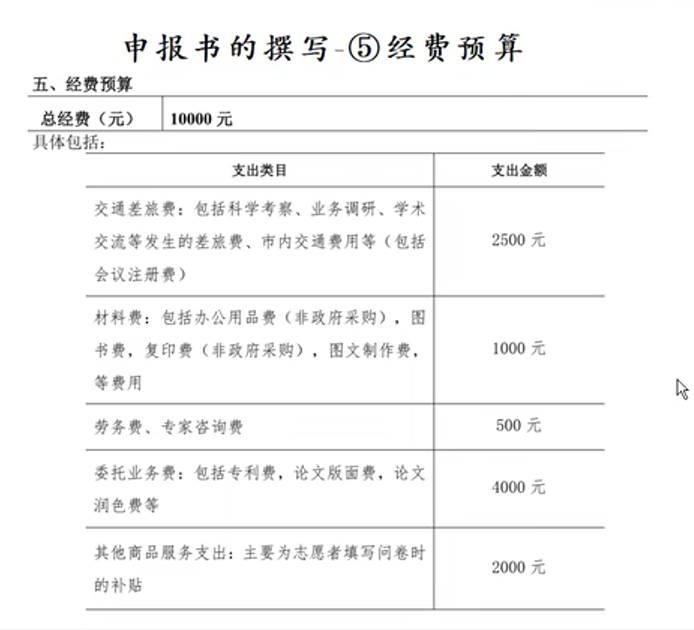 申报书的撰写-⑤经费预算
五、经费预算
总经费（元） 10000 元
具体包括：
支出类目 支出金额
交通差旅费：包括科学考察、业务调研、学术
交流等发生的差旅费、市内交通费用等（包括
会议注册费）
2500 元
材料费：包括办公用品费（非政府采购），图
书费，复印费（非政府采购），图文制作费，
等费用
1000 元
劳务费、专家咨询费 500 元
委托业务费：包括专利费，论文版面费，论文
润色费等
4000 元
其他商品服务支出：主要为志愿者填写问卷时
的补贴
2000 元